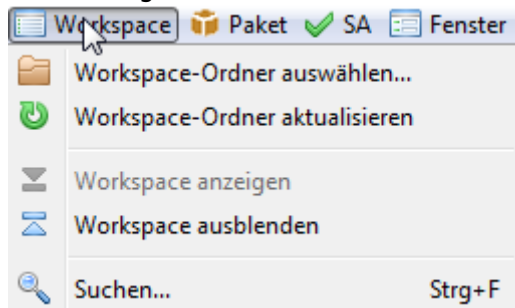 Workspace Paket SA Fenster
Workspace-Ordner auswählen...
Workspace-Ordner aktualisieren
Workspace anzeigen
Workspace ausblenden
Suchen... Strg+F